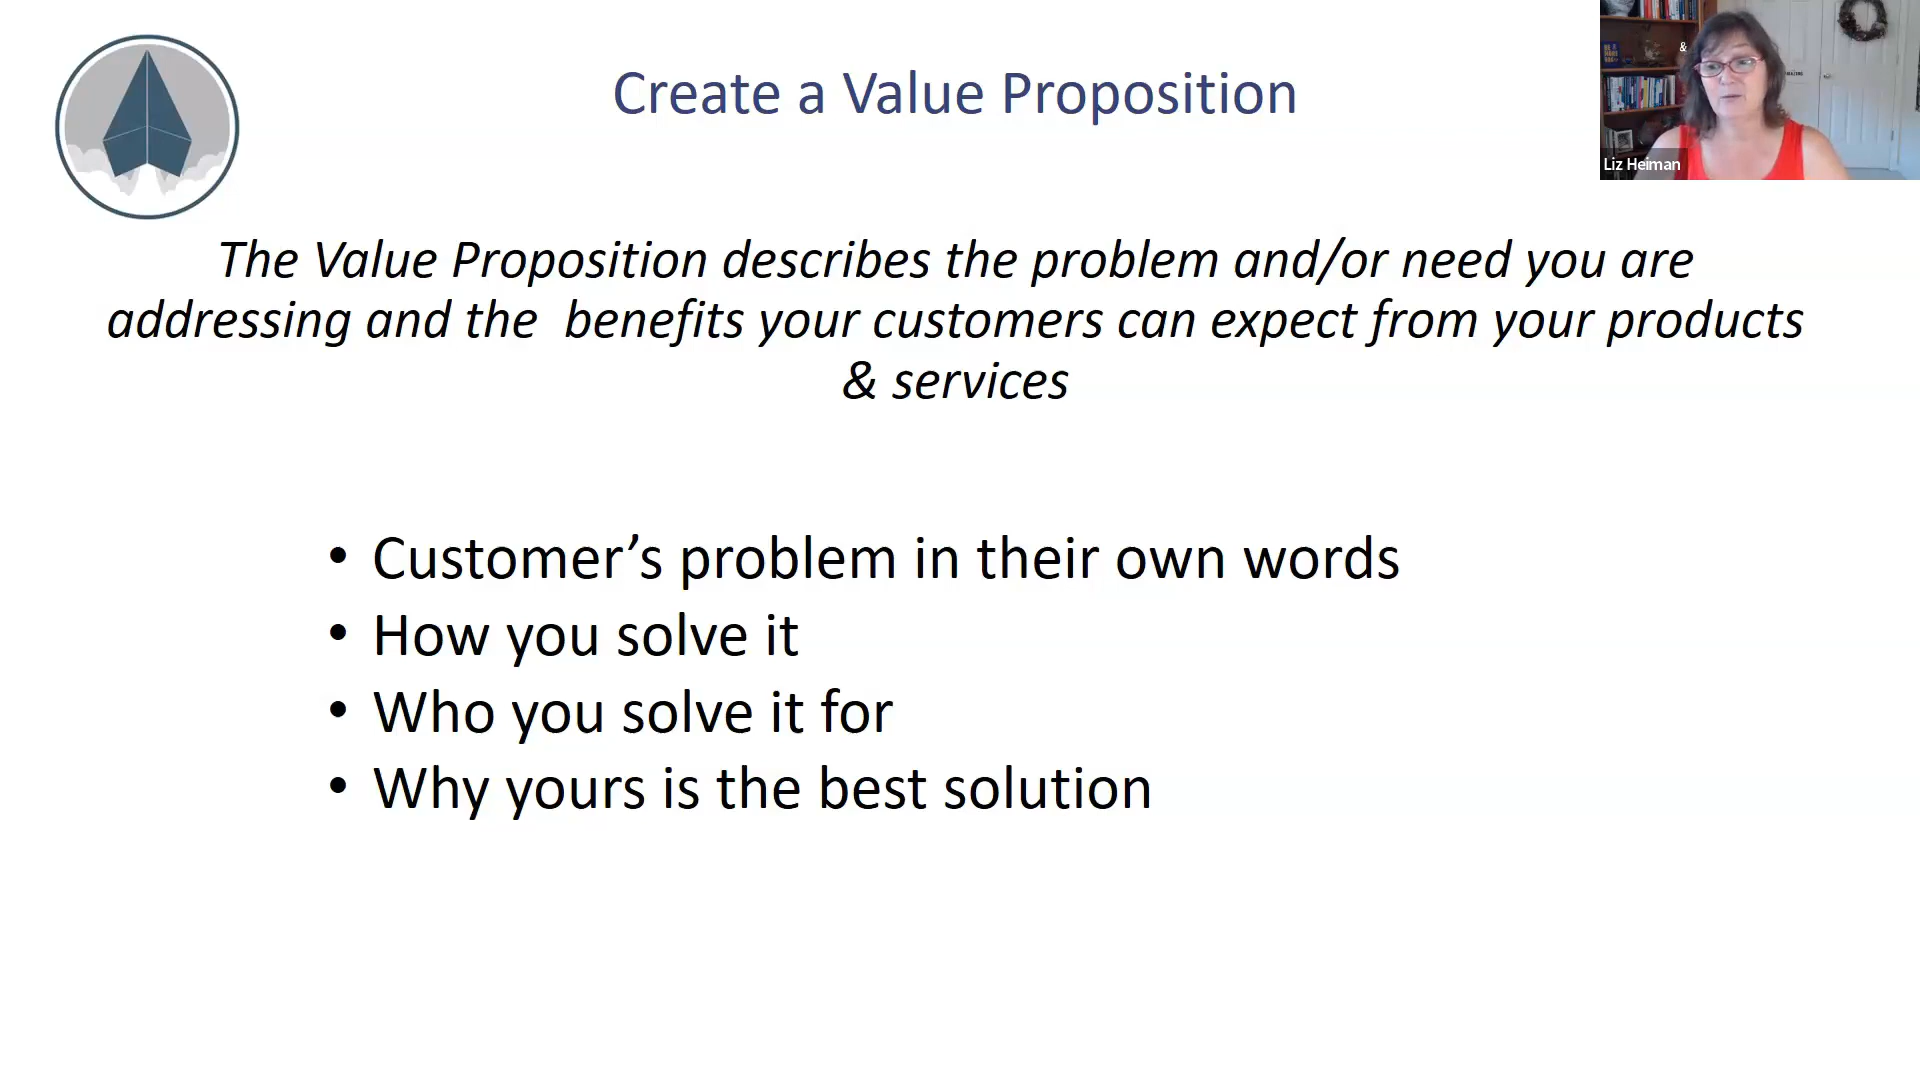 Create a Value Proposition
&
Liz Heiman
The Value Proposition describes the problem and/or need you are
addressing and the  benefits your customers can expect from your products
& services
• Customer’s problem in their own words
• How you solve it
• Who you solve it for
• Why yours is the best solution